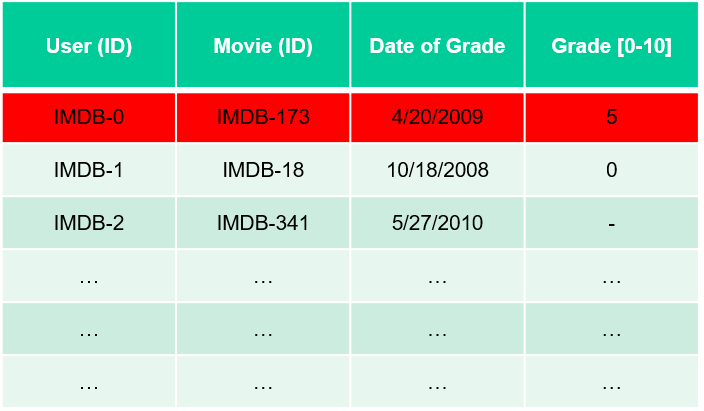 User (ID) Movie (ID) Date of Grade Grade [0-10]
IMDB-0 IMDB-173 4/20/2009 5
IMDB-1 IMDB-18 10/18/2008 0
IMDB-2 IMDB-341 5/27/2010 -
… … … …
… … … …
… … … …